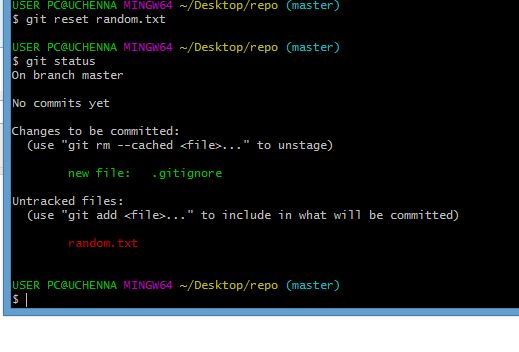 USER PC@UCHENNA MINGW64 ~/Desktop/repo (master)
$ git reset random.txt
USER PC@UCHENNA MINGW64 ~/Desktop/repo (master)
$ git status
On branch master
No commits yet
Changes to be committed:
(use "git rm --cached <file>..." to unstage)
new file: .gitignore
Untracked files:
(use "git add <file>..." to include in what will be committed)
random.txt
USER PC@UCHENNA MINGW64 ~/Desktop/repo (master)
$